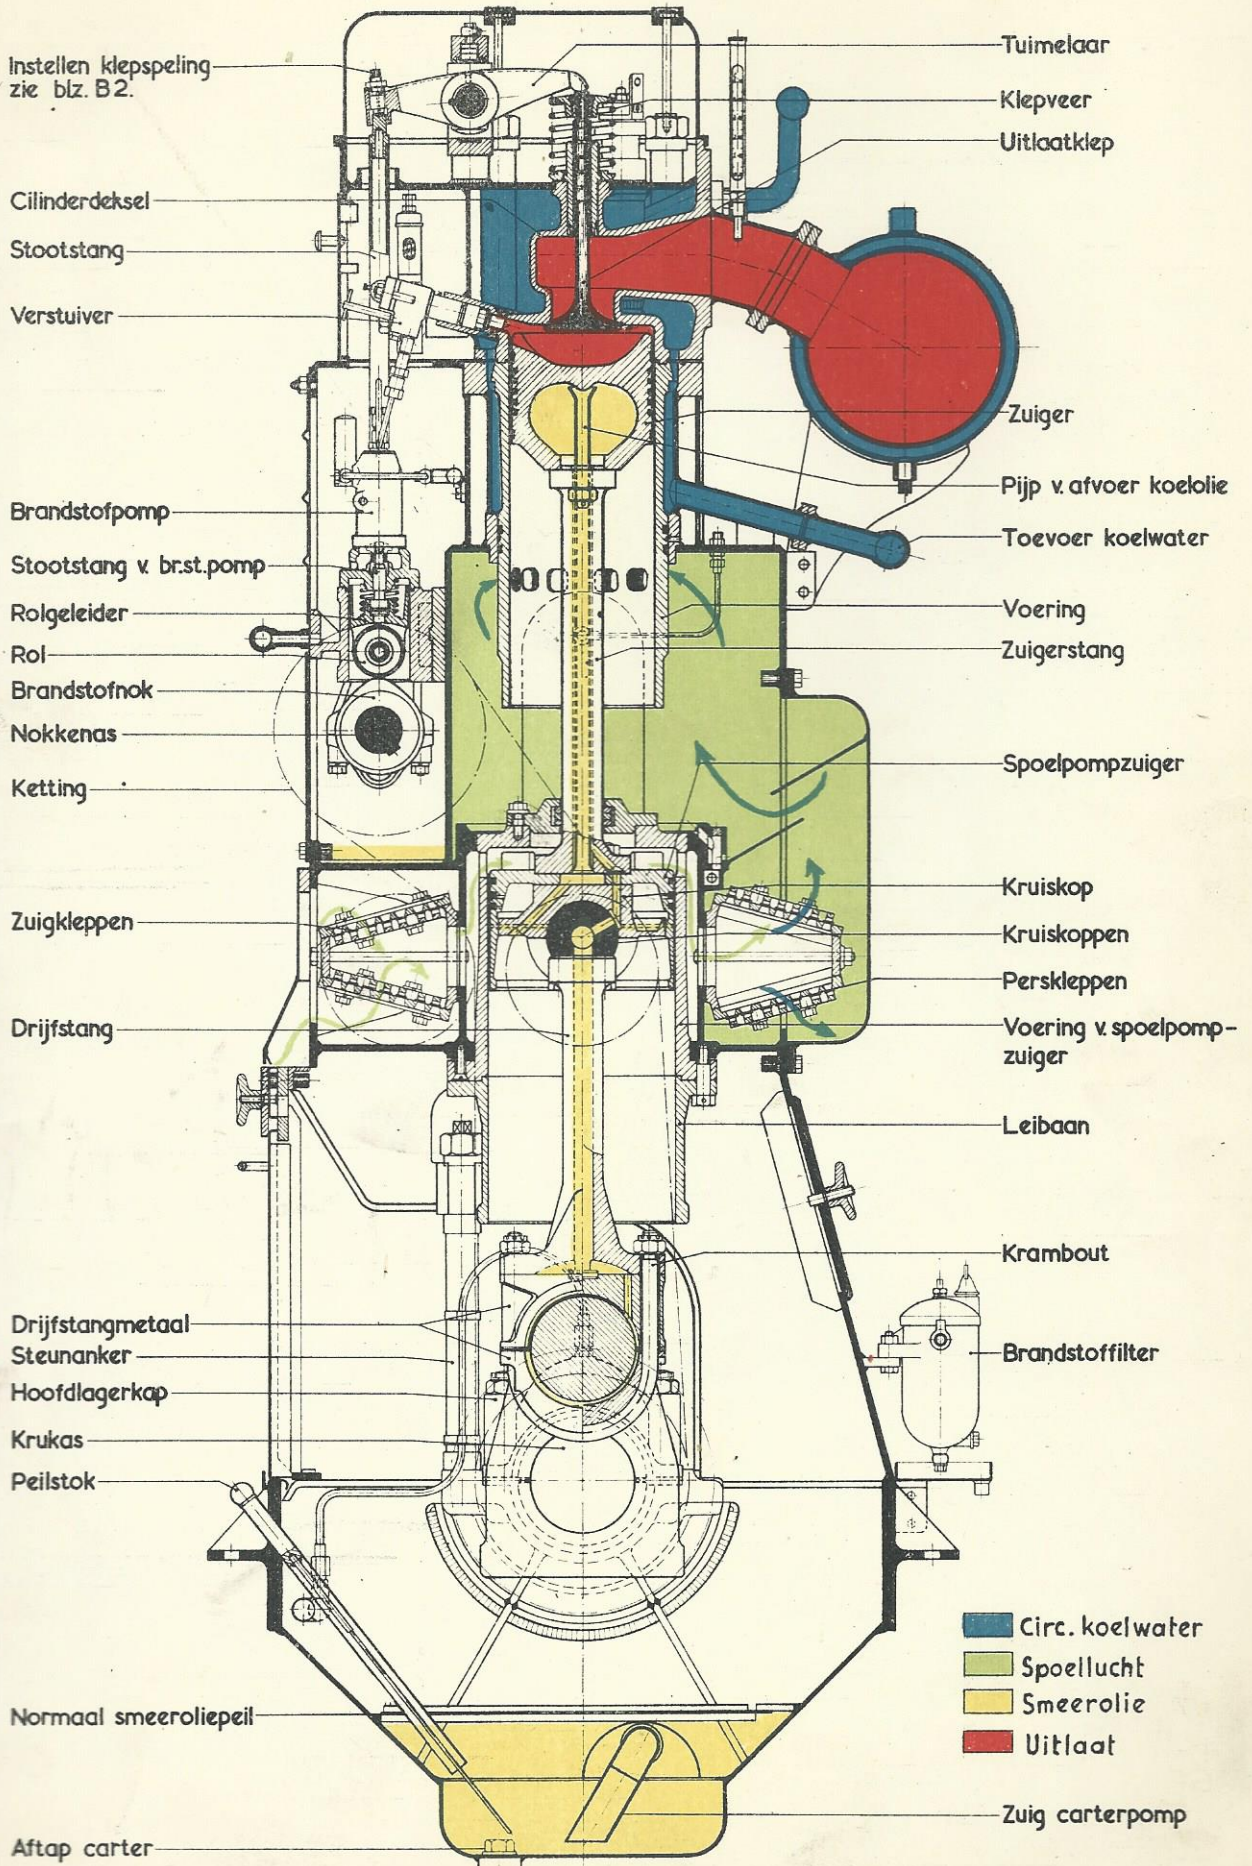 Instellen klepspeling
zie blz. B2.
Cilinderdeksel
Stootstang
Verstuiver
Brandstofpomp
Stootstang v. br.st.pomp
Rolgeleider
Rol
Brandstofnok
Nokkenas
Ketting
Zuigkleppen
Drijfstang
Drijfstangmetaal
Steunanker
Hoofdlagerkap
Krukas
Peilstok
Normaal smeeroliepeil
Aftap carter
Tuimelaar
Klepveer
Uitlaatklep
Zuiger
Pijp v. afvoer koelolie
Toevoer koelwater
Voering
Zuigerstang
Spoelpompzuiger
Kruiskop
Kruiskoppen
Perskleppen
Voering v. spoelpomp-
zuiger
Leibaan
Krambout
Brandstoffilter
Circ. koelwater
Spoellucht
Smeerolie
Uitlaat
Zuig carterpomp